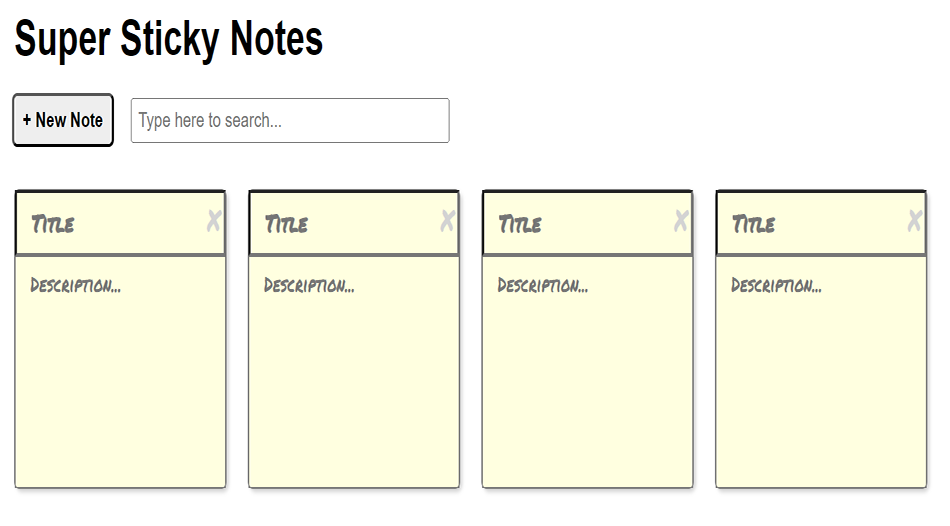 Super Sticky Notes
+ New Note
Type here to search...
Title ✗
Description...
Title ✗
Description...
Title ✗
Description...
Title ✗
Description...